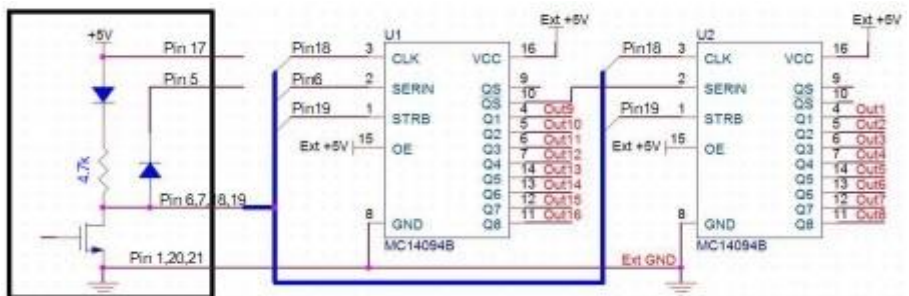 +5V
Pin 17
Pin 5
4.7k
Pin 6,7,18,19
Pin 1,20,21
U1
Ext +5V
Pin18
3
CLK
VCC
16
Pin6
2
SERIN
QS
9
QS
10
Pin19
1
STRB
Q1
4
Out9
Q2
5
Out10
Ext +5V
15
OE
Q3
6
Out11
Q4
7
Out12
Q5
14
Out13
Q6
13
Out14
Q7
12
Out15
8
GND
Q8
11
Out16
MC14094B
U2
Ext +5V
Pin18
3
CLK
VCC
16
2
SERIN
QS
9
QS
10
Pin19
1
STRB
Q1
4
Out1
Q2
5
Out2
Ext +5V
15
OE
Q3
6
Out3
Q4
7
Out4
Q5
14
Out5
Q6
13
Out6
Q7
12
Out7
8
GND
Q8
11
Out8
MC14094B
Ext GND